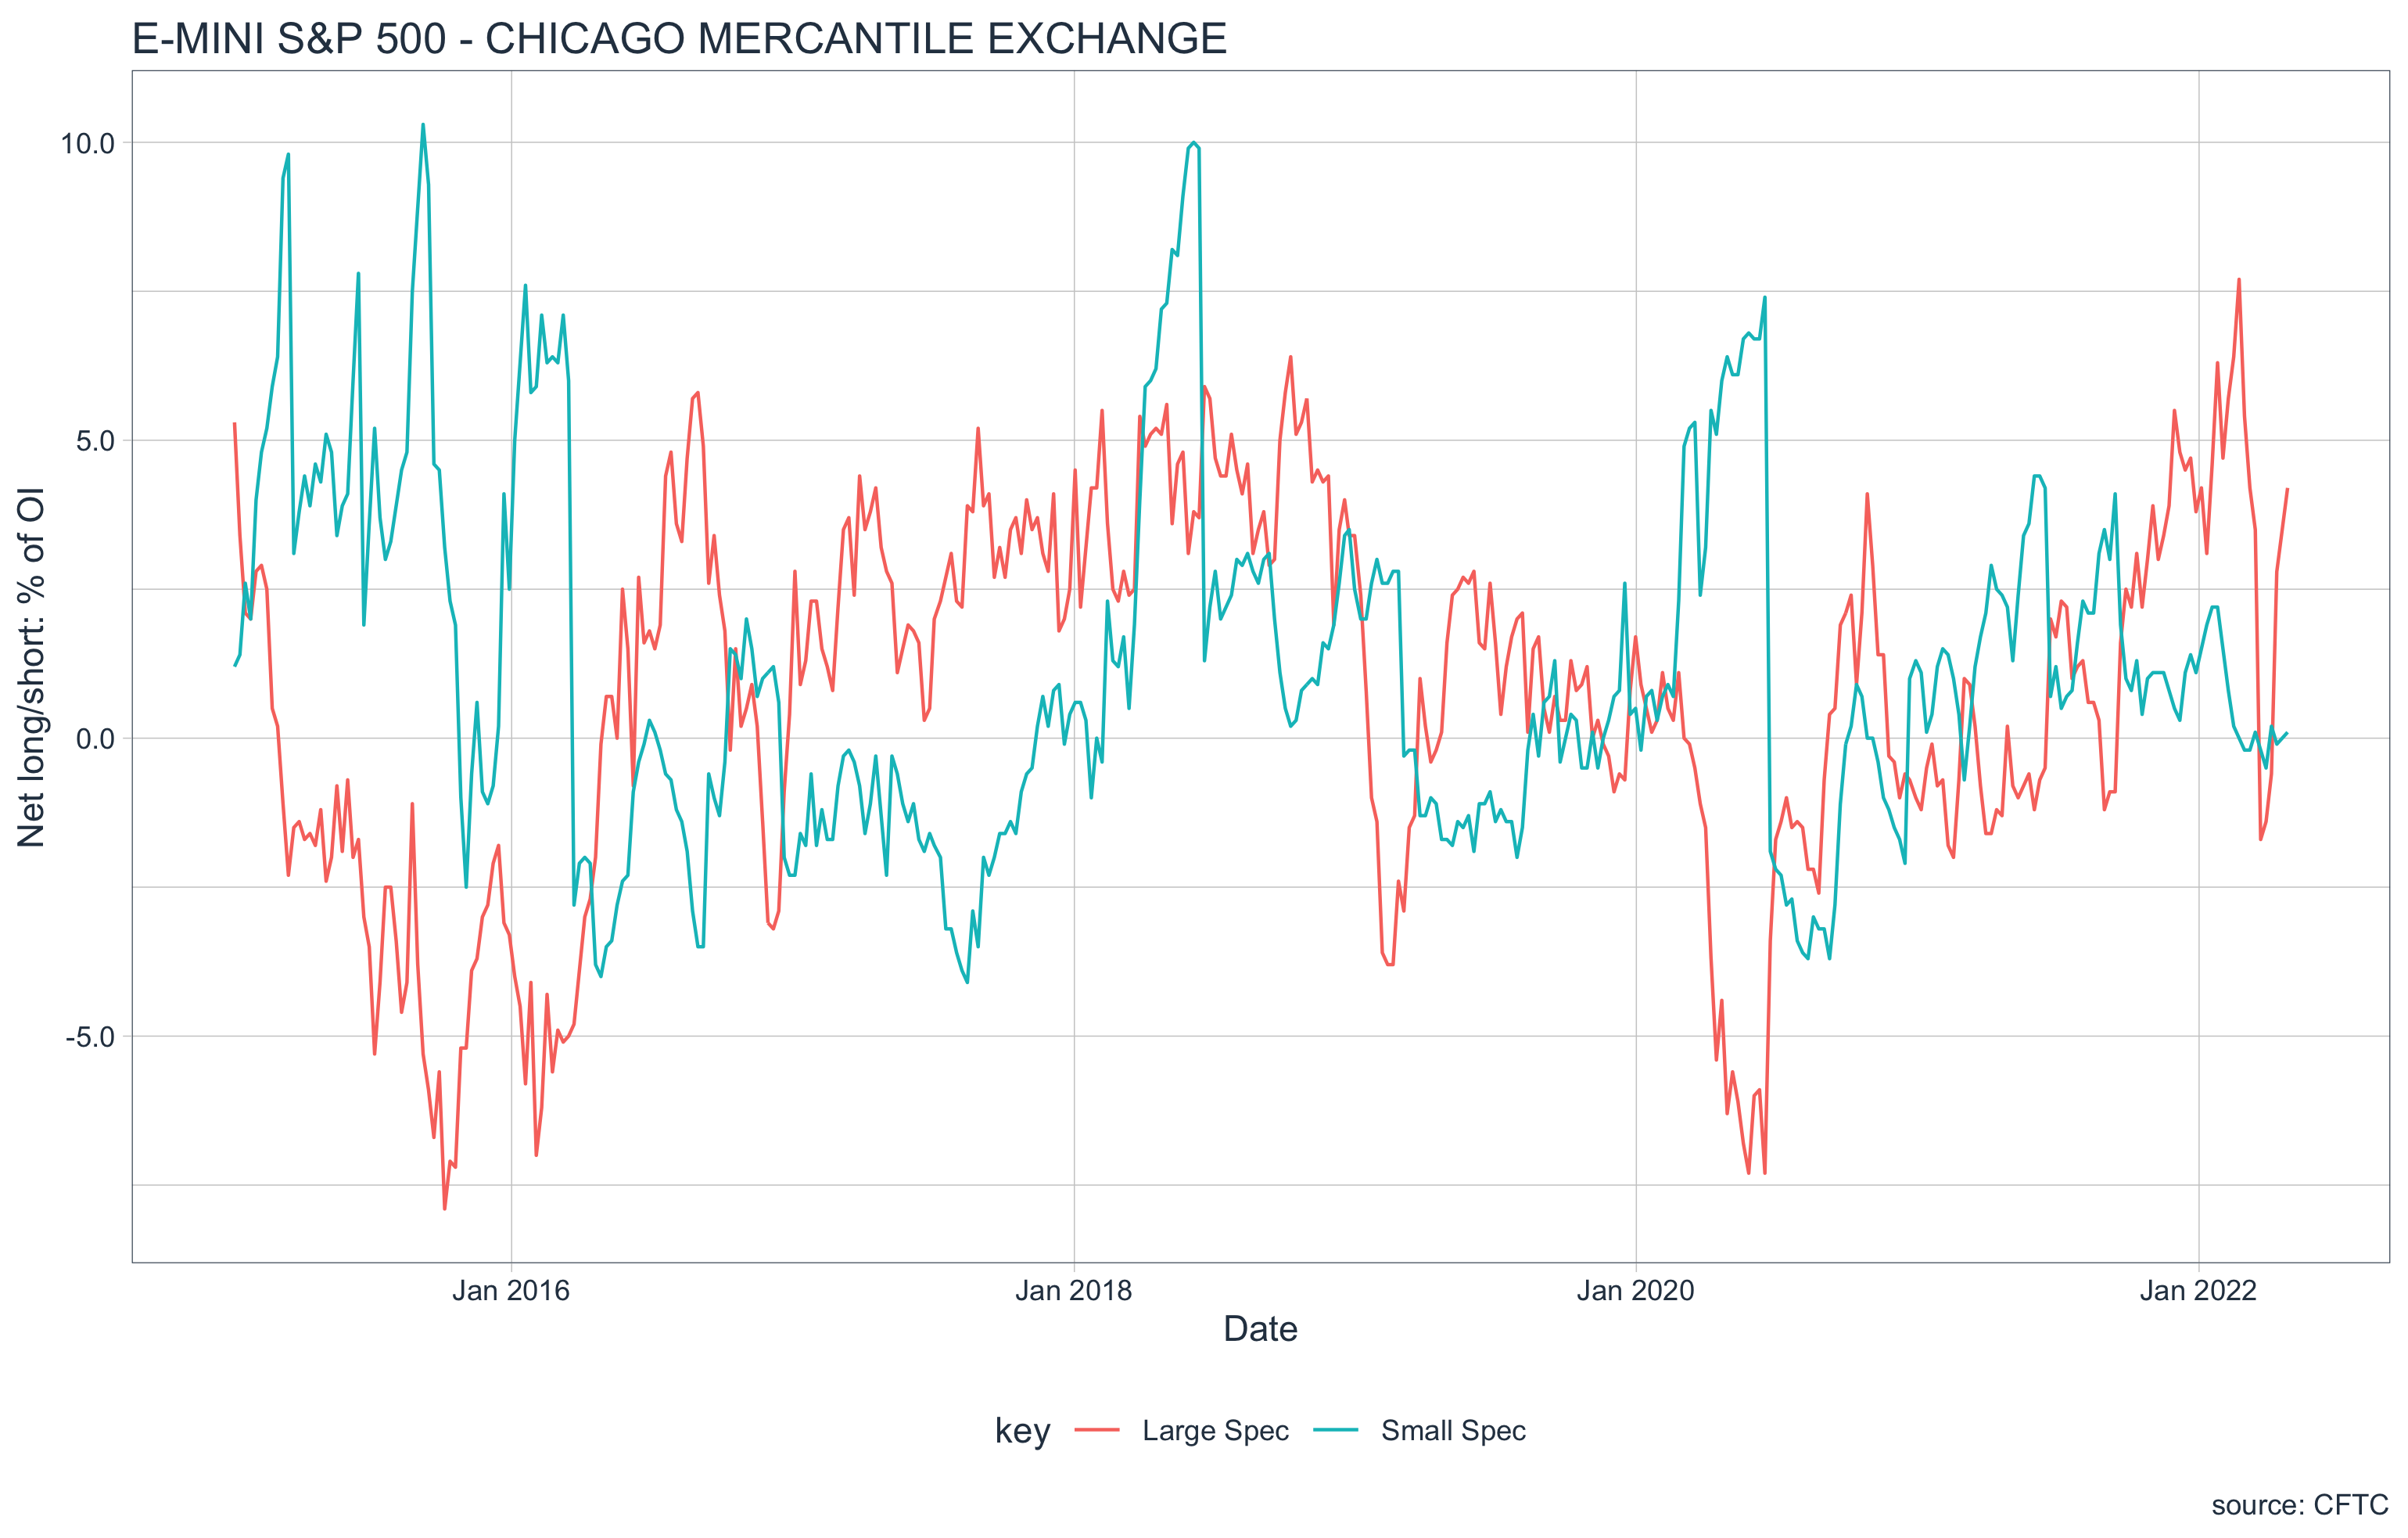 E-MINI S&P 500 - CHICAGO MERCANTILE EXCHANGE
Net long/short: % of OI
10.0
5.0
0.0
-5.0
Jan 2016 Jan 2018 Jan 2020 Jan 2022
Date
key Large Spec Small Spec
source: CFTC